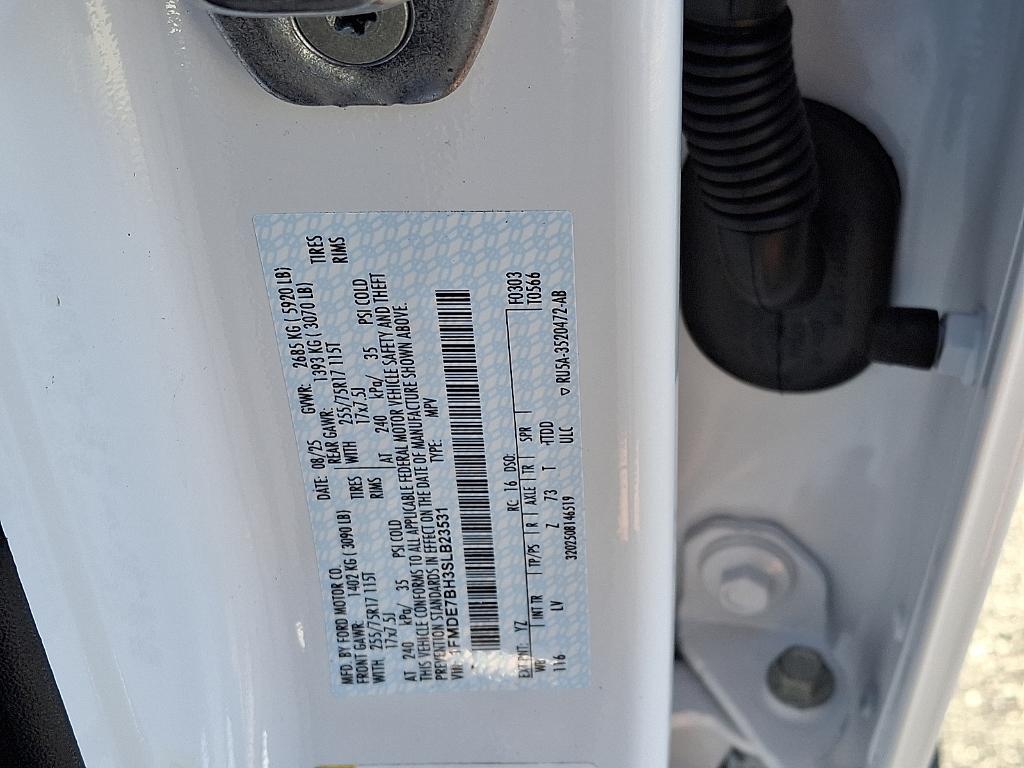 MFD. BY FORD MOTOR CO.
DATE: 08/25 GVWR: 2685 KG ( 5920 LB)
FRONT GAWR: 1402 KG ( 3090 LB) REAR GAWR: 1393 KG ( 3070 LB)
WITH 255/75R17 115T TIRES WITH 255/75R17 115T TIRES
17x7.5J RIMS 17x7.5J RIMS
AT 240 kPa/ 35 PSI COLD AT 240 kPa/ 35 PSI COLD
THIS VEHICLE CONFORMS TO ALL APPLICABLE FEDERAL MOTOR VEHICLE SAFETY AND THEFT
PREVENTION STANDARDS IN EFFECT ON THE DATE OF MANUFACTURE SHOWN ABOVE.
VIN: 1FMDE7BH3SLB23531 TYPE: MPV
F0303
EXT PNT: YZ RC: 16 DSO: T0566
WB INT TR TP/PS R AXLE TR SPR
116 LV Z 73 T -TTDD
3202508146519 ULC ▽ RU5A-3520472-AB